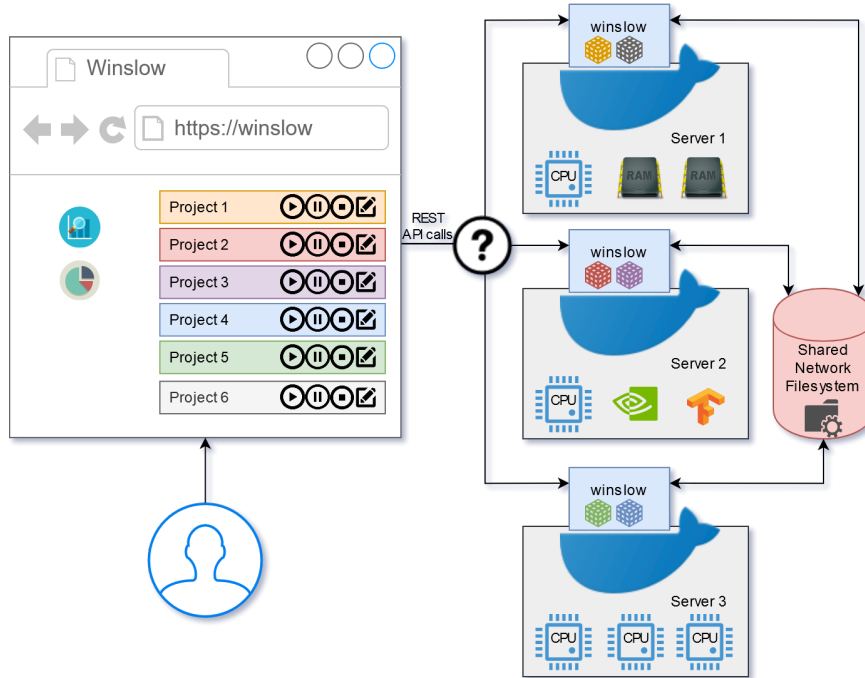 Winslow
https://winslow
Project 1
Project 2
Project 3
Project 4
Project 5
Project 6
REST
API calls
?
winslow
Server 1
CPU
RAM
RAM
winslow
Server 2
CPU
Shared
Network
Filesystem
winslow
Server 3
CPU
CPU
CPU